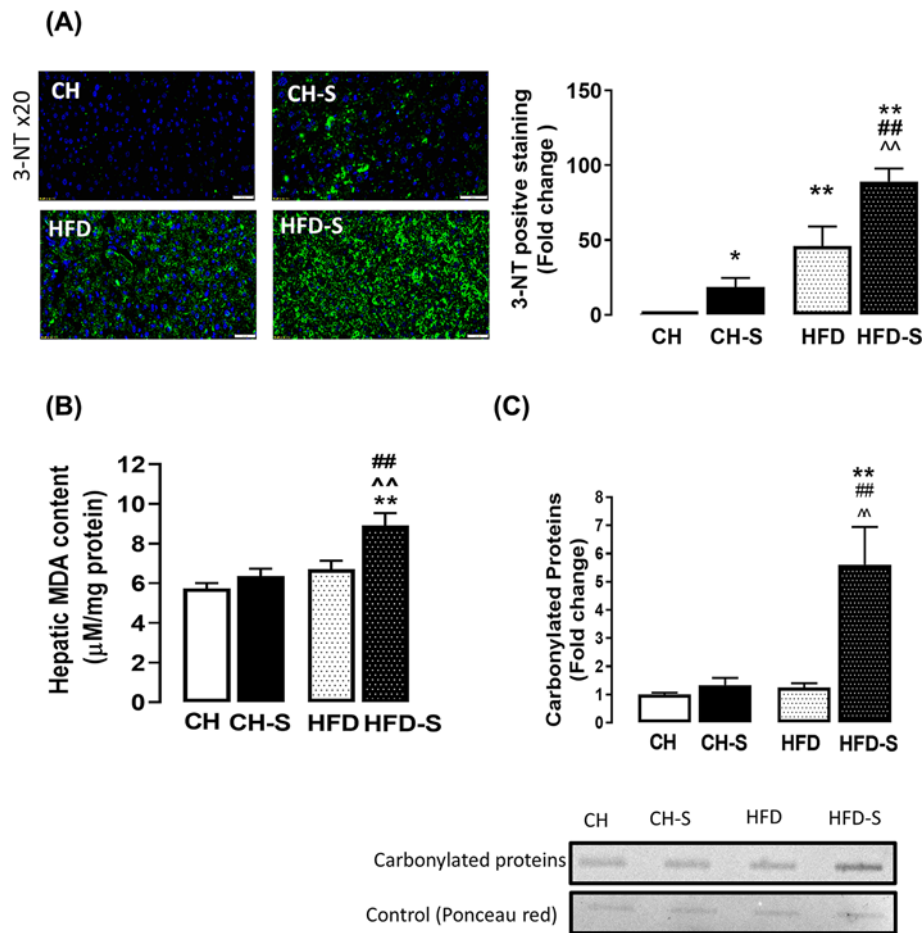 (A)
3-NT x20
CH
CH-S
HFD
HFD-S
3-NT positve staining
(Fold change )
150
100
50
0
*
**
**
##
^^
CH CH-S HFD HFD-S
(B)
Hepatic MDA content
(µM/mg protein)
12
10
8
6
4
2
0
##
^^
**
CH CH-S HFD HFD-S
(C)
Carbonylated Proteins
(Fold change)
8
7
6
5
4
2
1
0
**
##
^^
CH CH-S HFD HFD-S
CH CH-S HFD HFD-S
Carbonylated proteins
Control (Ponceau red)